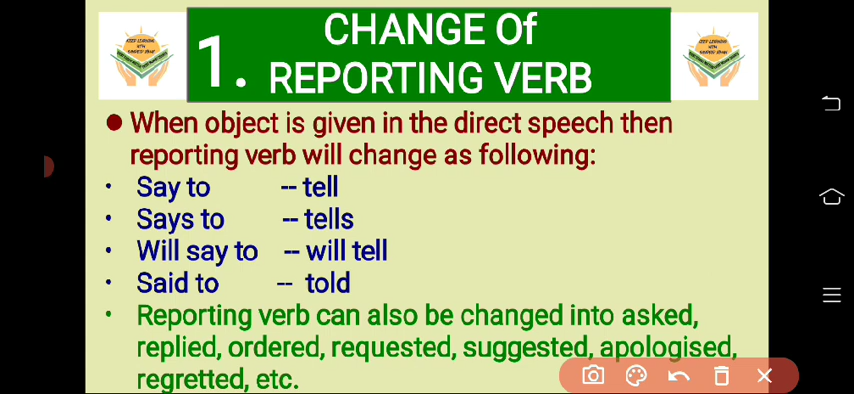 1.
CHANGE Of
REPORTING VERB
● When object is given in the direct speech then
reporting verb will change as following:
• Say to -- tell
• Says to -- tells
• Will say to -- will tell
• Said to -- told
• Reporting verb can also be changed into asked,
replied, ordered, requested, suggested, apologised,
regretted, etc.